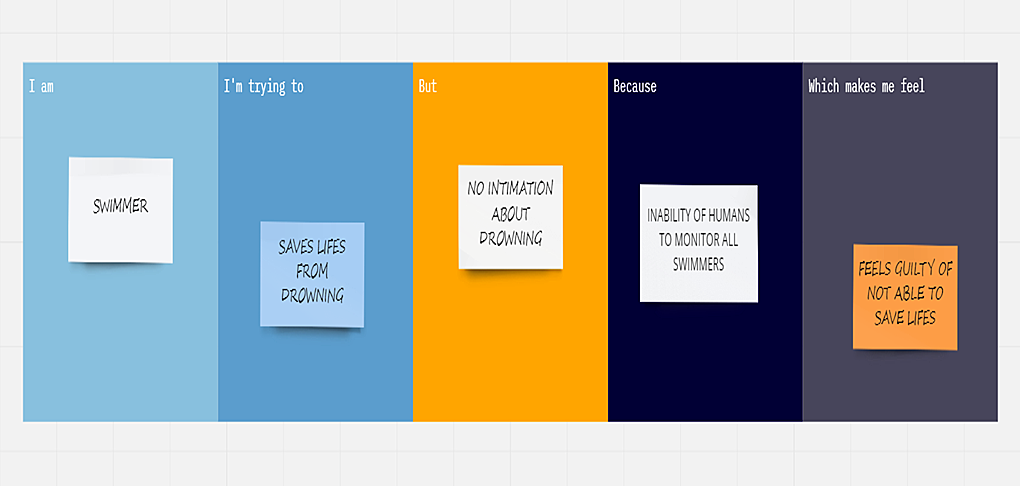 I am
SWIMMER
I'm trying to
SAVES LIFES
FROM
DROWNING
But
NO INTIMATION
ABOUT
DROWNING
Because
INABILITY OF HUMANS
TO MONITOR ALL
SWIMMERS
Which makes me feel
FEELS GUILTY OF
NOT ABLE TO
SAVE LIFES